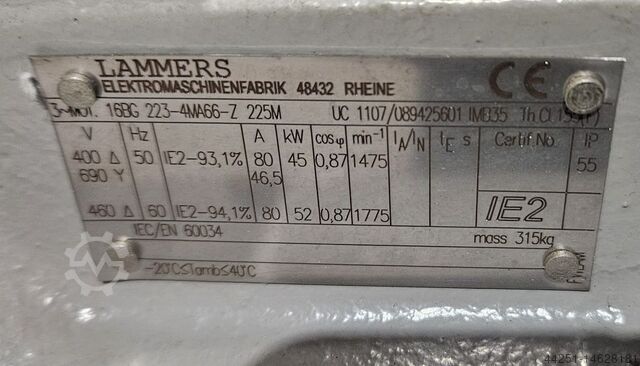 LAMMERS
ELEKTROMASCHINENFABRIK 48432 RHEINE
CE
3~MOT. 16BG 223-4MA66-Z 225M UC 1107/089425601 IMB35 Th.Cl.155(F)
V Hz A kW cosφ min⁻¹ IA/IN tE s Certif.No. IP
400 Δ 50 IE2-93,1% 80 45 0,87 1475 55
690 Y 46,5
460 Δ 60 IE2-94,1% 80 52 0,87 1775 IE2
IEC/EN 60034 mass 315kg
-20°C≤Tamb≤40°C
44251-14628181